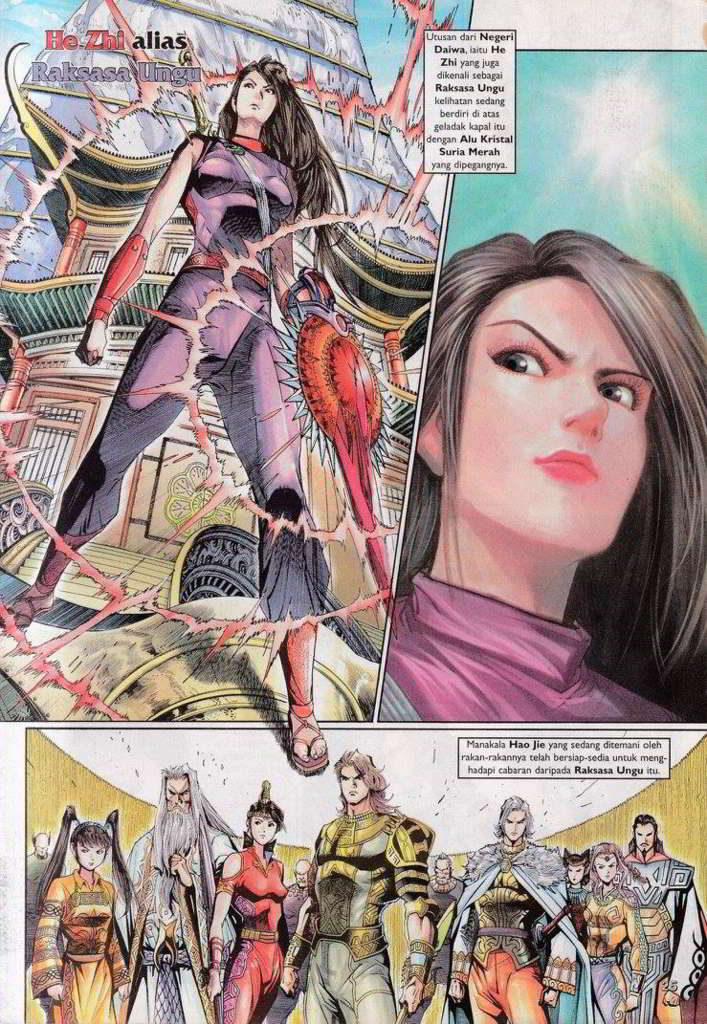 He Zhi alias
Raksasa Ungu
Utusan dari Negeri
Daiwa, iaitu He
Zhi yang juga
dikenali sebagai
Raksasa Ungu
kelihatan sedang
berdiri di atas
geladak kapal itu
dengan Alu Kristal
Suria Merah
yang dipegangnya.
Manakala Hao Jie yang sedang ditemani oleh
rakan-rakannya telah bersiap-sedia untuk meng-
hadapi cabaran daripada Raksasa Ungu itu.
25